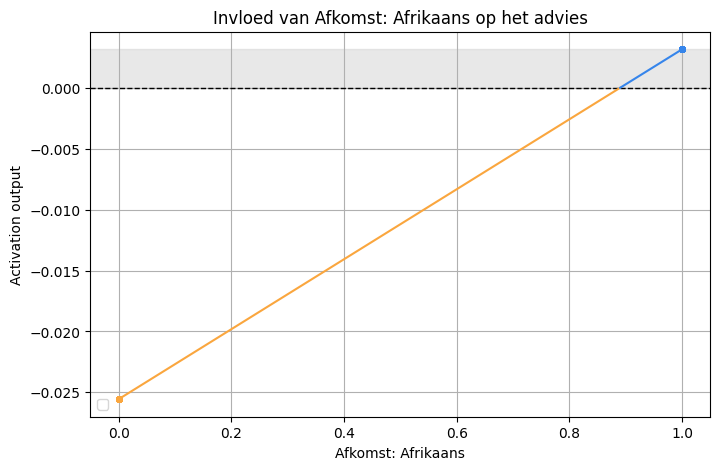 Invloed van Afkomst: Afrikaans op het advies
Activation output
0.000
−0.005
−0.010
−0.015
−0.020
−0.025
0.0 0.2 0.4 0.6 0.8 1.0
Afkomst: Afrikaans